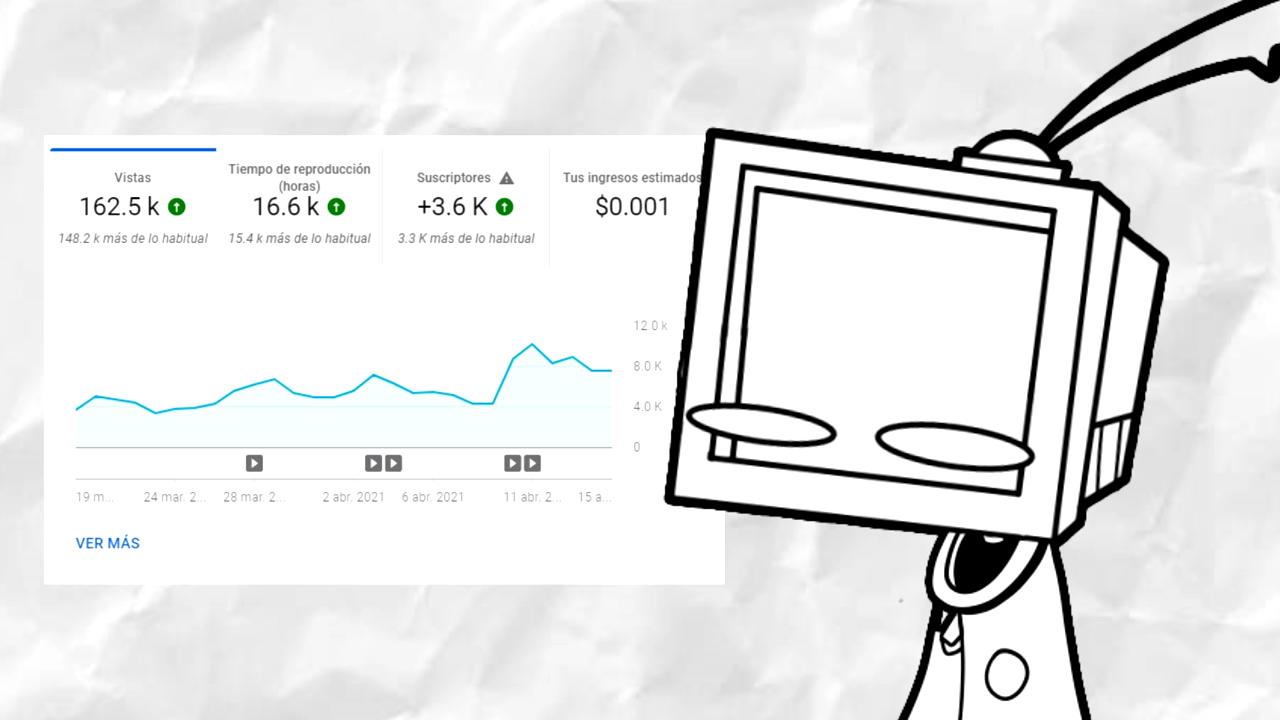 Vistas
162.5 k
148.2 k más de lo habitual
Tiempo de reproducción
(horas)
16.6 k
15.4 k más de lo habitual
Suscriptores
+3.6 K
3.3 K más de lo habitual
Tus ingresos estimados
$0.001
12.0 k
8.0 K
4.0 K
0
19 m...
24 mar. 2...
28 mar. 2...
2 abr. 2021
6 abr. 2021
11 abr. 2...
15 a...
VER MÁS